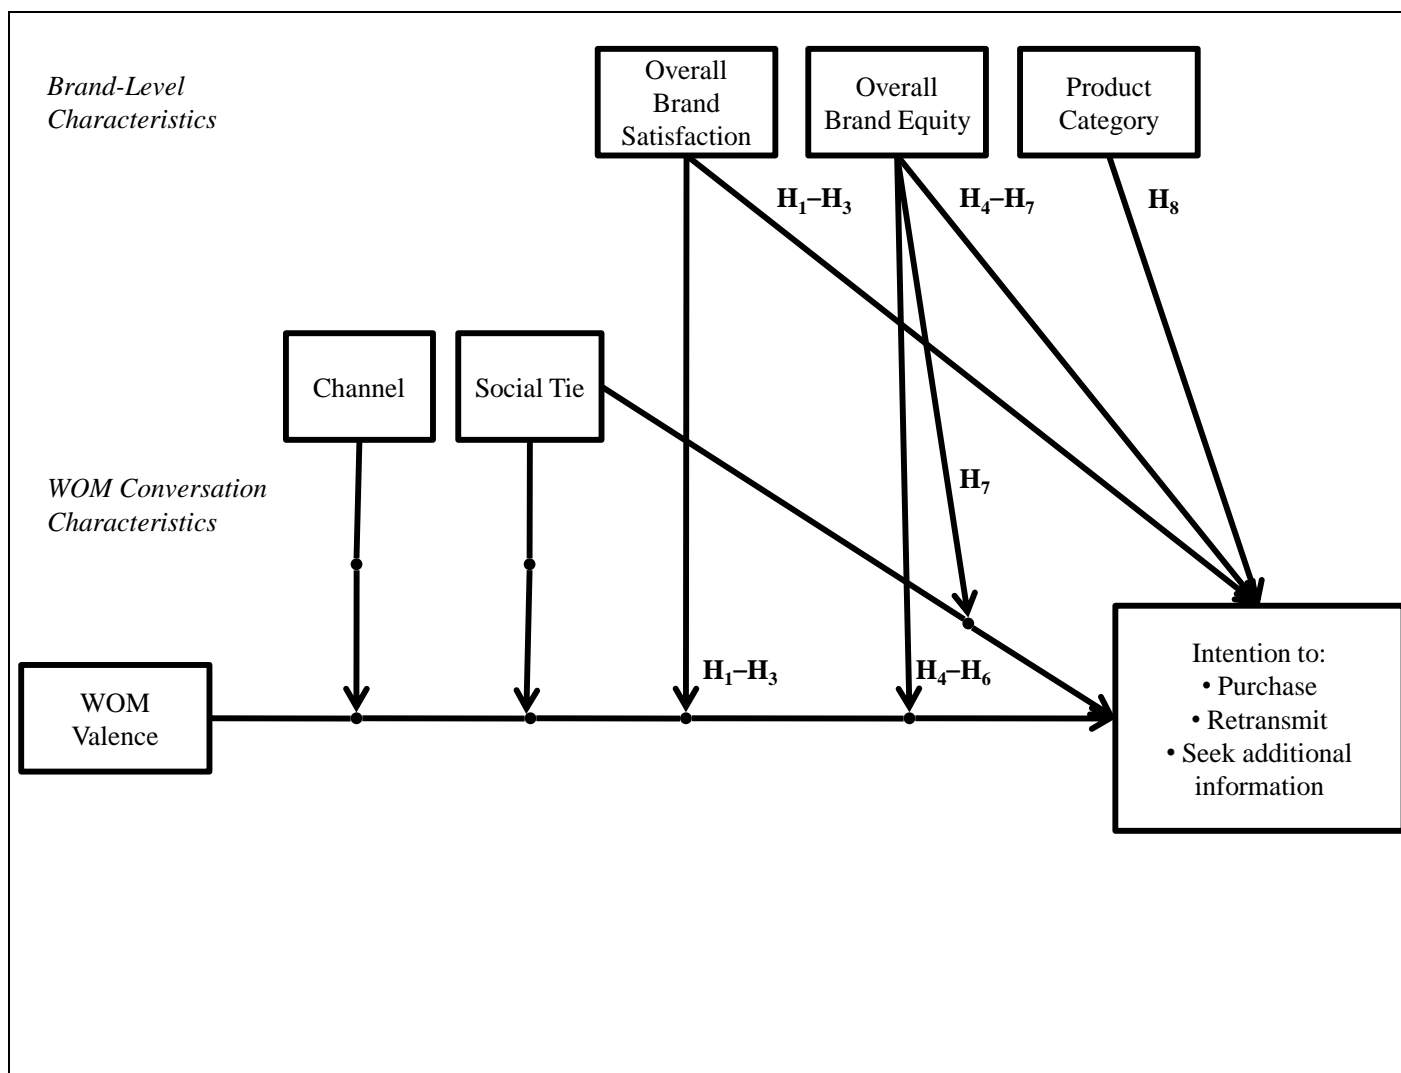 Brand-Level
Characteristics
Overall
Brand
Satisfaction
Overall
Brand Equity
Product
Category
H₁–H₃
H₄–H₇
H₈
Channel
Social Tie
WOM Conversation
Characteristics
H₇
WOM
Valence
H₁–H₃
H₄–H₆
Intention to:
• Purchase
• Retransmit
• Seek additional
information